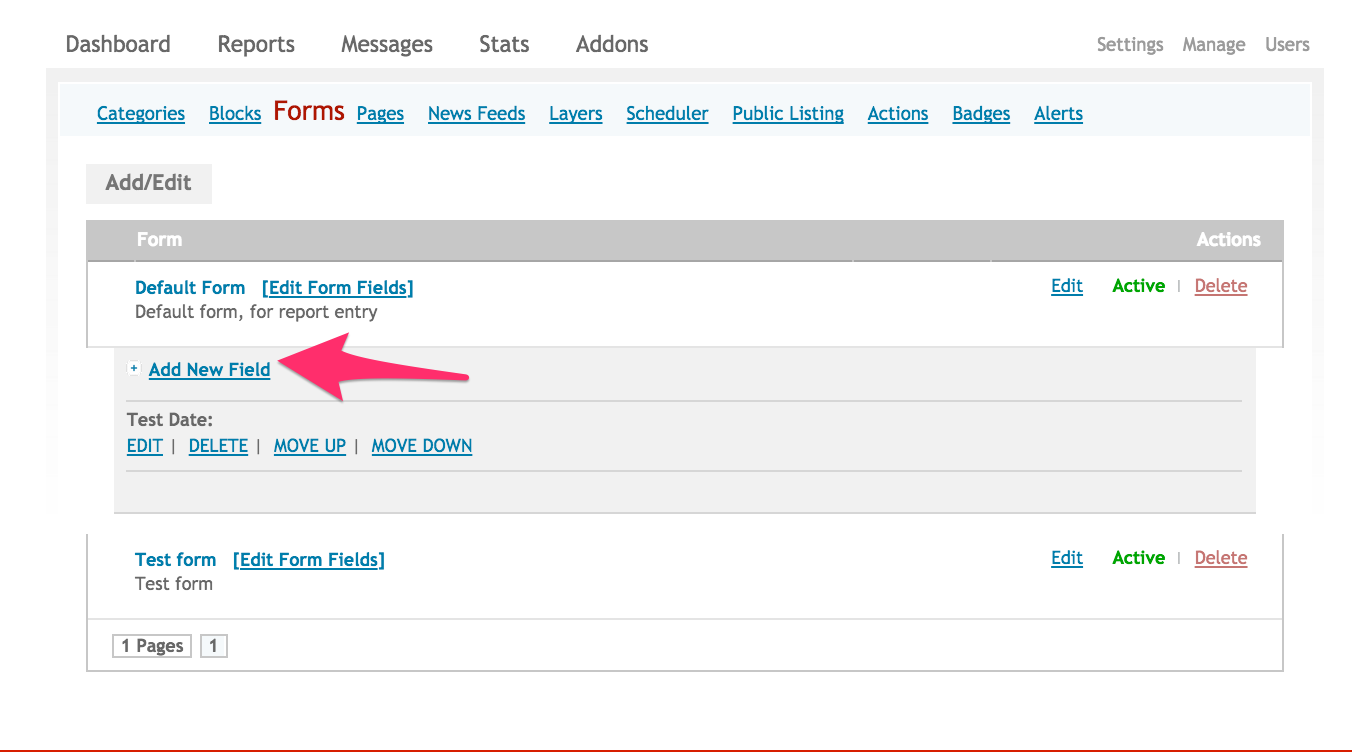 Dashboard Reports Messages Stats Addons Settings Manage Users
Categories Blocks Forms Pages News Feeds Layers Scheduler Public Listing Actions Badges Alerts
Add/Edit
Form Actions
Default Form [Edit Form Fields] Edit Active | Delete
Default form, for report entry
+ Add New Field
Test Date:
EDIT | DELETE | MOVE UP | MOVE DOWN
Test form [Edit Form Fields] Edit Active | Delete
Test form
1 Pages 1